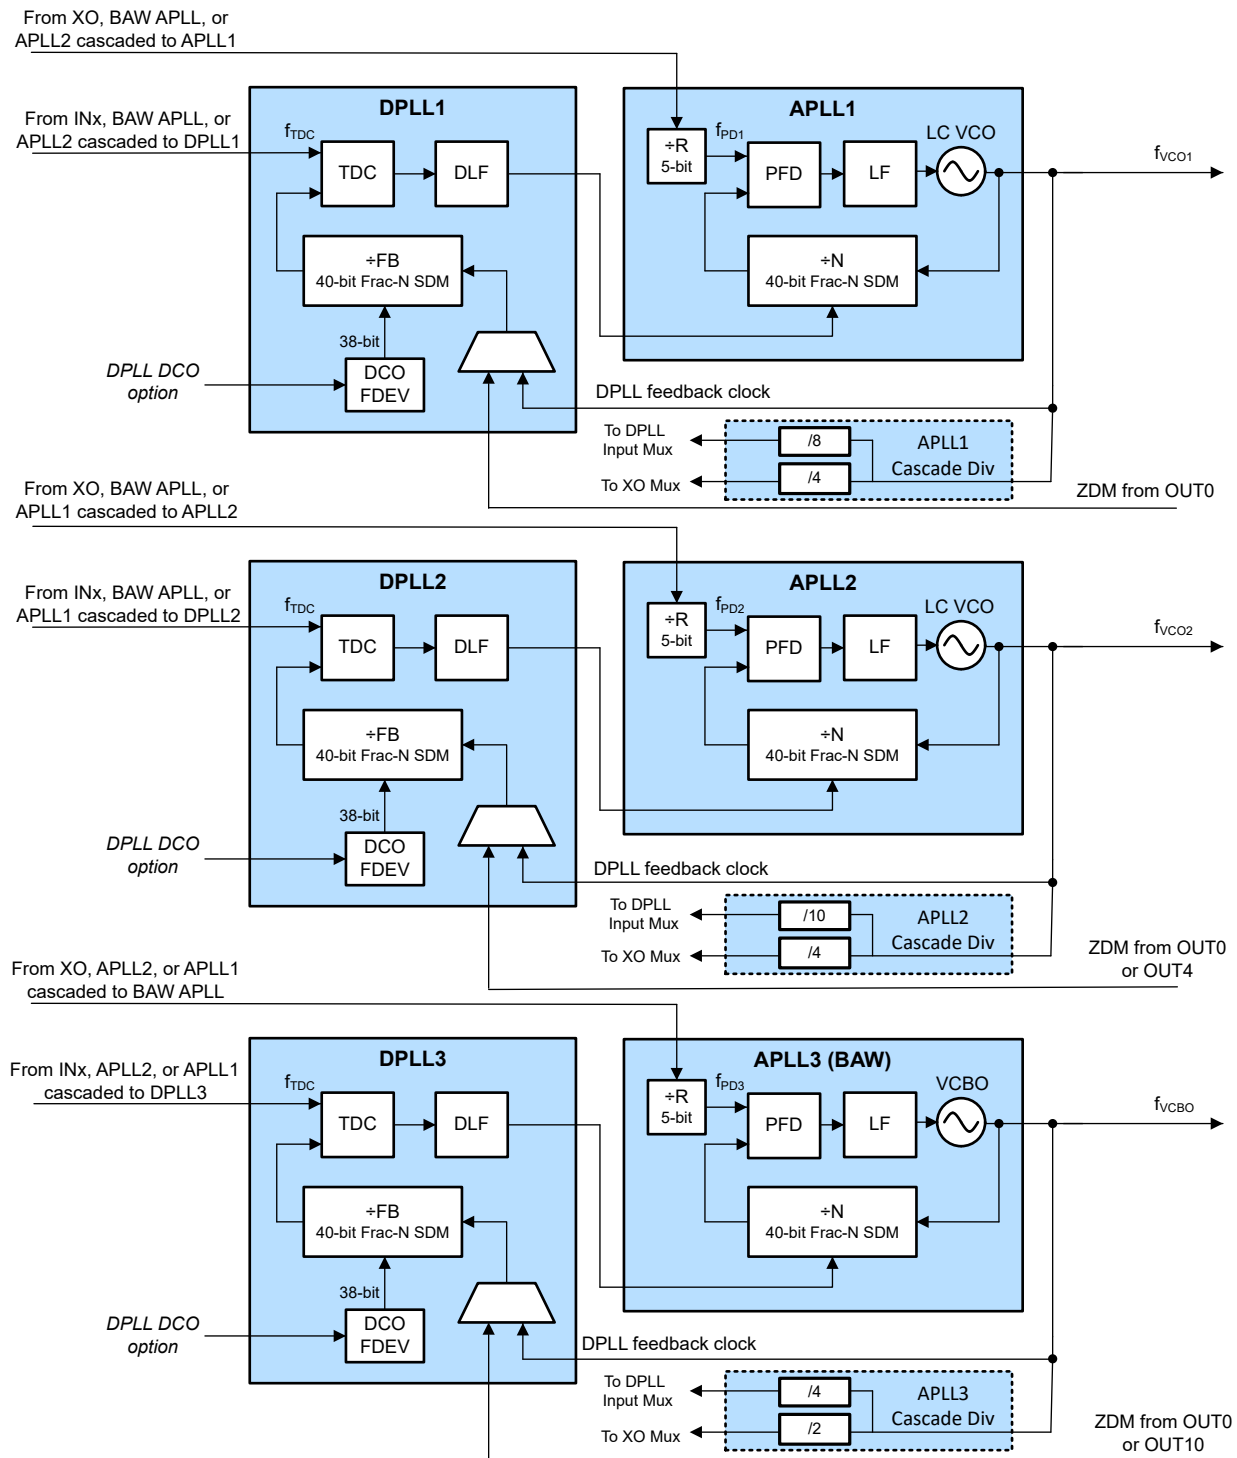 From XO, BAW APLL, or
APLL2 cascaded to APLL1
DPLL1
APLL1
From INx, BAW APLL, or
APLL2 cascaded to DPLL1
fTDC
TDC
DLF
÷R
5-bit
fPD1
PFD
LF
LC VCO
fVCO1
÷FB
40-bit Frac-N SDM
÷N
40-bit Frac-N SDM
38-bit
DPLL DCO
option
DCO
FDEV
DPLL feedback clock
To DPLL
Input Mux
/8
APLL1
Cascade Div
To XO Mux
/4
ZDM from OUT0
From XO, BAW APLL, or
APLL1 cascaded to APLL2
DPLL2
APLL2
From INx, BAW APLL, or
APLL1 cascaded to DPLL2
fTDC
TDC
DLF
÷R
5-bit
fPD2
PFD
LF
LC VCO
fVCO2
÷FB
40-bit Frac-N SDM
÷N
40-bit Frac-N SDM
38-bit
DPLL DCO
option
DCO
FDEV
DPLL feedback clock
To DPLL
Input Mux
/10
APLL2
Cascade Div
To XO Mux
/4
ZDM from OUT0
or OUT4
From XO, APLL2, or APLL1
cascaded to BAW APLL
DPLL3
APLL3 (BAW)
From INx, APLL2, or APLL1
cascaded to DPLL3
fTDC
TDC
DLF
÷R
5-bit
fPD3
PFD
LF
VCBO
fVCBO
÷FB
40-bit Frac-N SDM
÷N
40-bit Frac-N SDM
38-bit
DPLL DCO
option
DCO
FDEV
DPLL feedback clock
To DPLL
Input Mux
/4
APLL3
Cascade Div
To XO Mux
/2
ZDM from OUT0
or OUT10